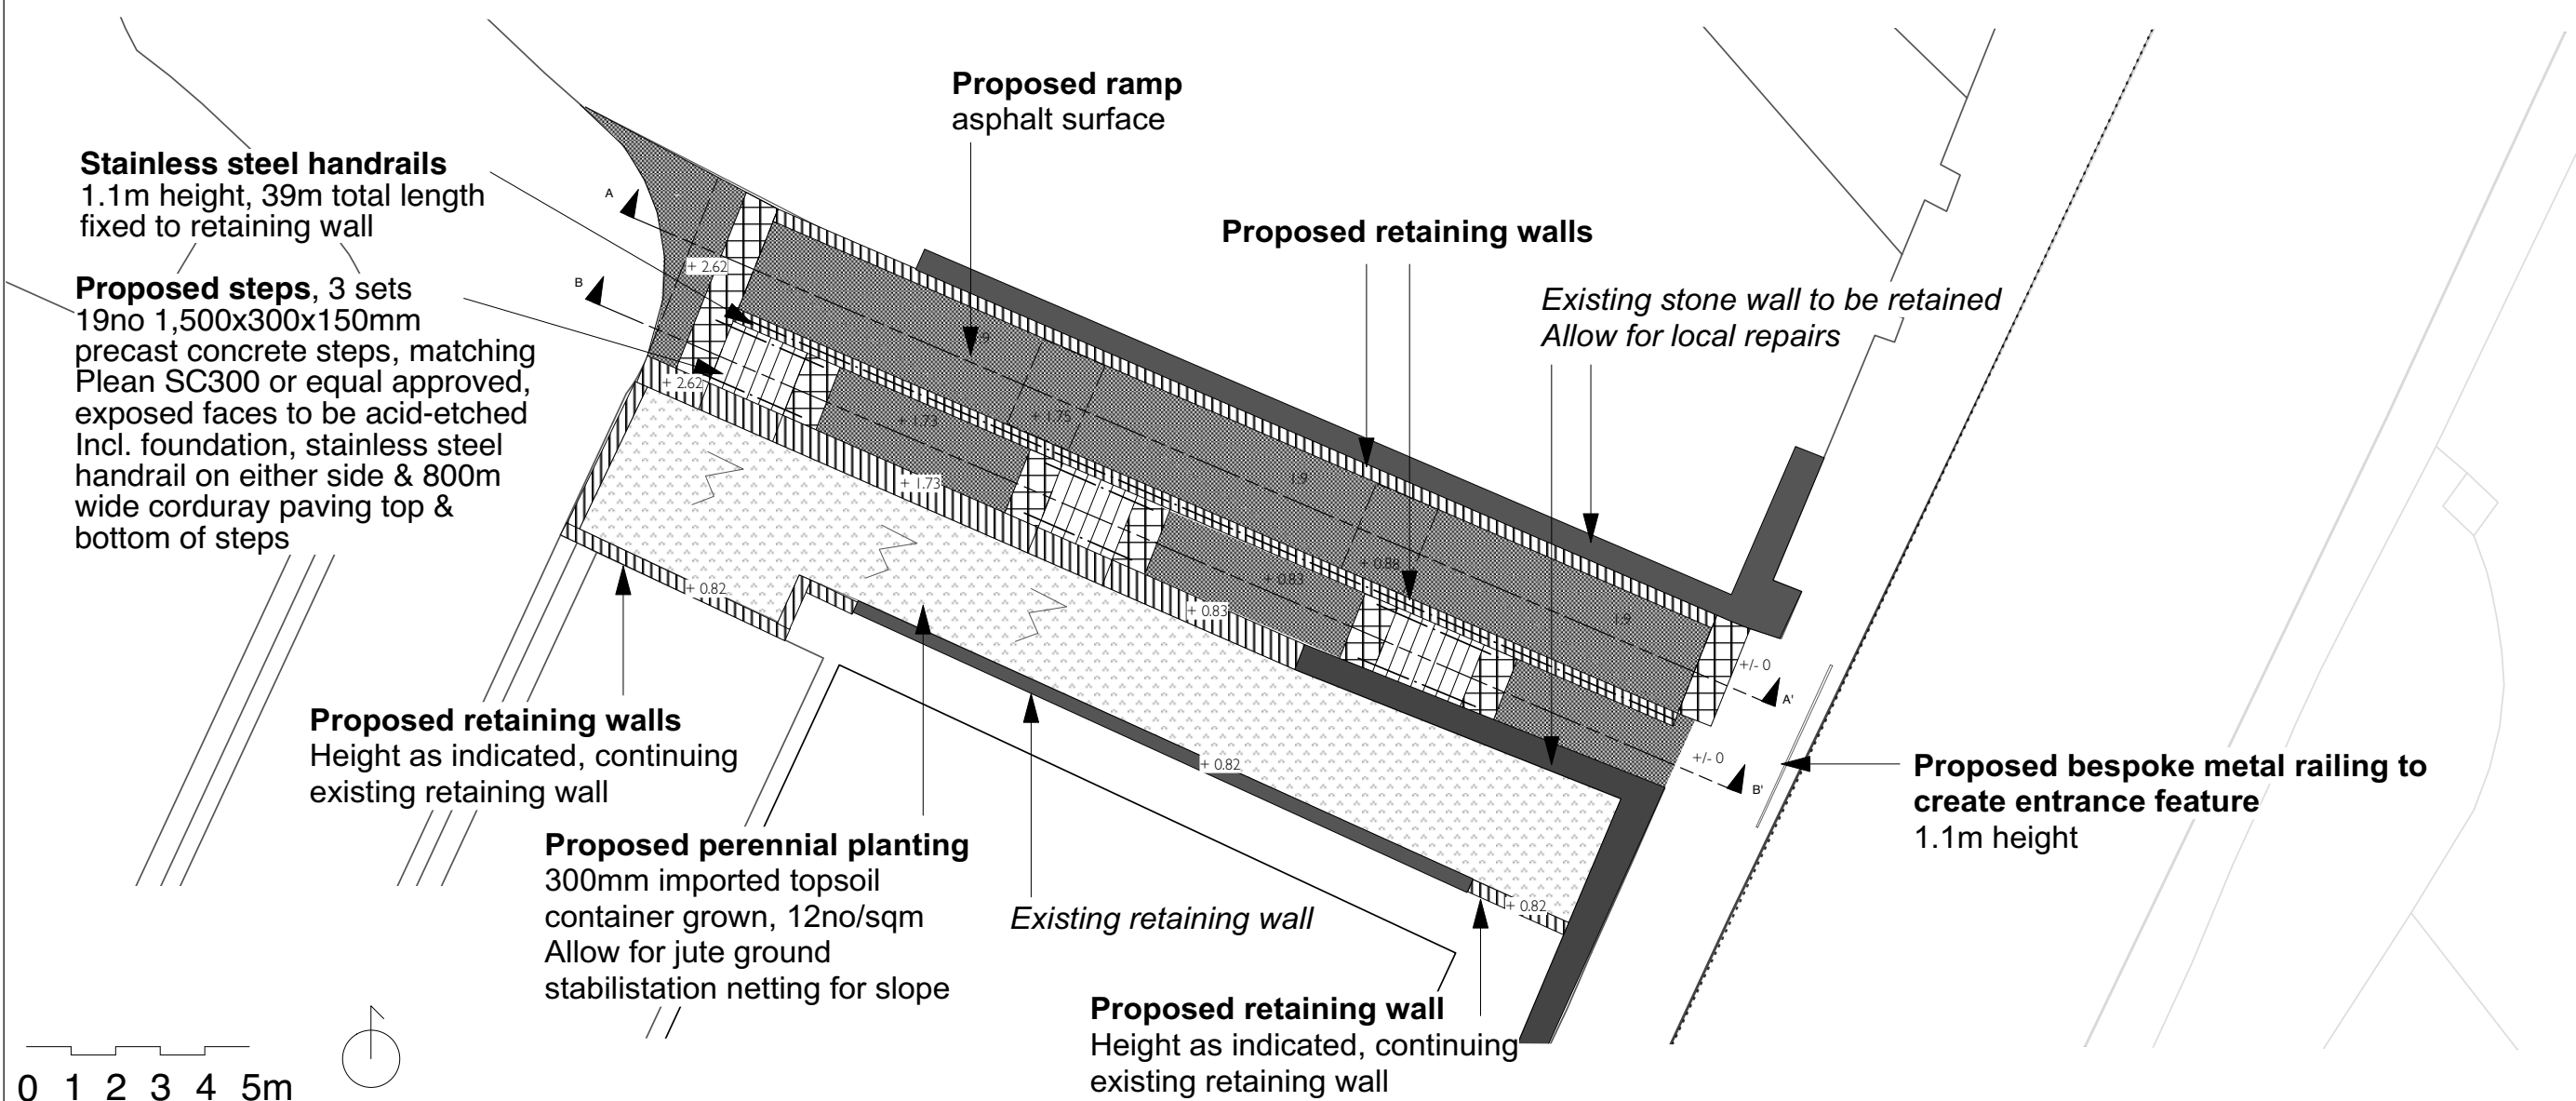 Proposed ramp
asphalt surface
Stainless steel handrails
1.1m height, 39m total length
fixed to retaining wall
Proposed steps, 3 sets
19no 1,500x300x150mm
precast concrete steps, matching
Plean SC300 or equal approved,
exposed faces to be acid-etched
Incl. foundation, stainless steel
handrail on either side & 800m
wide corduray paving top &
bottom of steps
Proposed retaining walls
Existing stone wall to be retained
Allow for local repairs
A
B
+ 2.62
+ 2.62
+ 1.73
+ 1.75
+ 1.73
1.9
+ 0.88
+ 0.83
+ 0.83
1.9
+ 0.82
+ 0.82
+ 0.82
+/- 0
A'
+/- 0
B'
Proposed retaining walls
Height as indicated, continuing
existing retaining wall
Proposed perennial planting
300mm imported topsoil
container grown, 12no/sqm
Allow for jute ground
stabilistation netting for slope
Existing retaining wall
Proposed retaining wall
Height as indicated, continuing
existing retaining wall
Proposed bespoke metal railing to
create entrance feature
1.1m height
0 1 2 3 4 5m